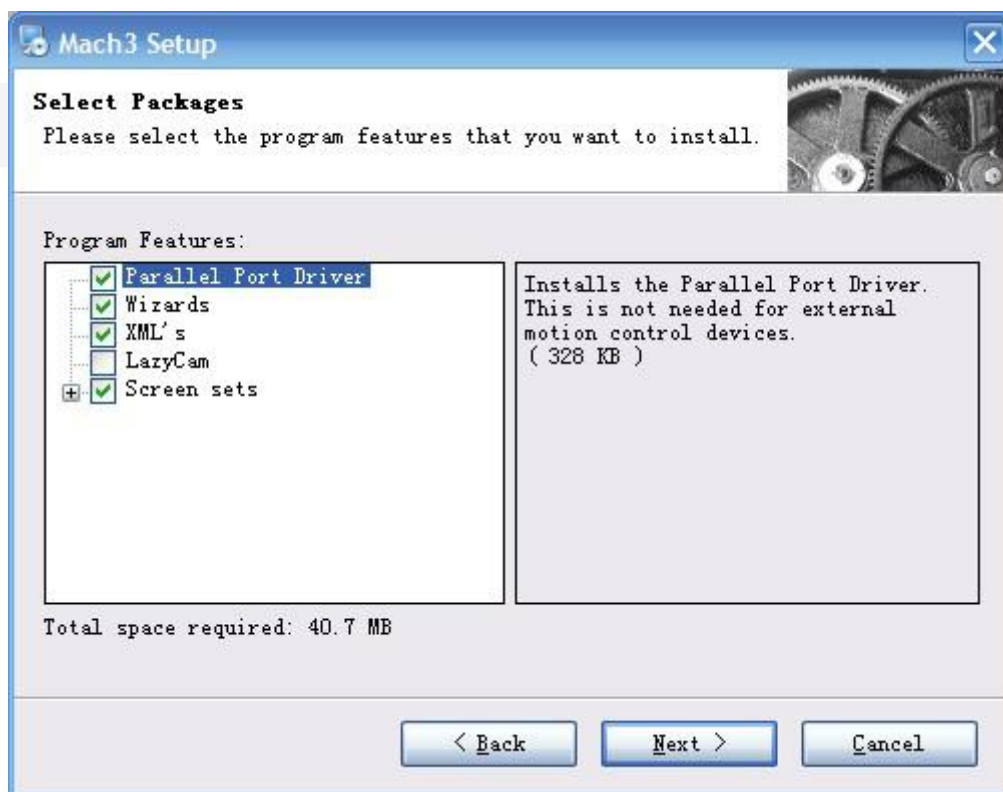 Mach3 Setup
Select Packages
Please select the program features that you want to install.
Program Features:
Parallel Port Driver
Wizards
XML's
LazyCam
Screen sets
Installs the Parallel Port Driver.
This is not needed for external
motion control devices.
( 328 KB )
Total space required: 40.7 MB
< Back
Next >
Cancel